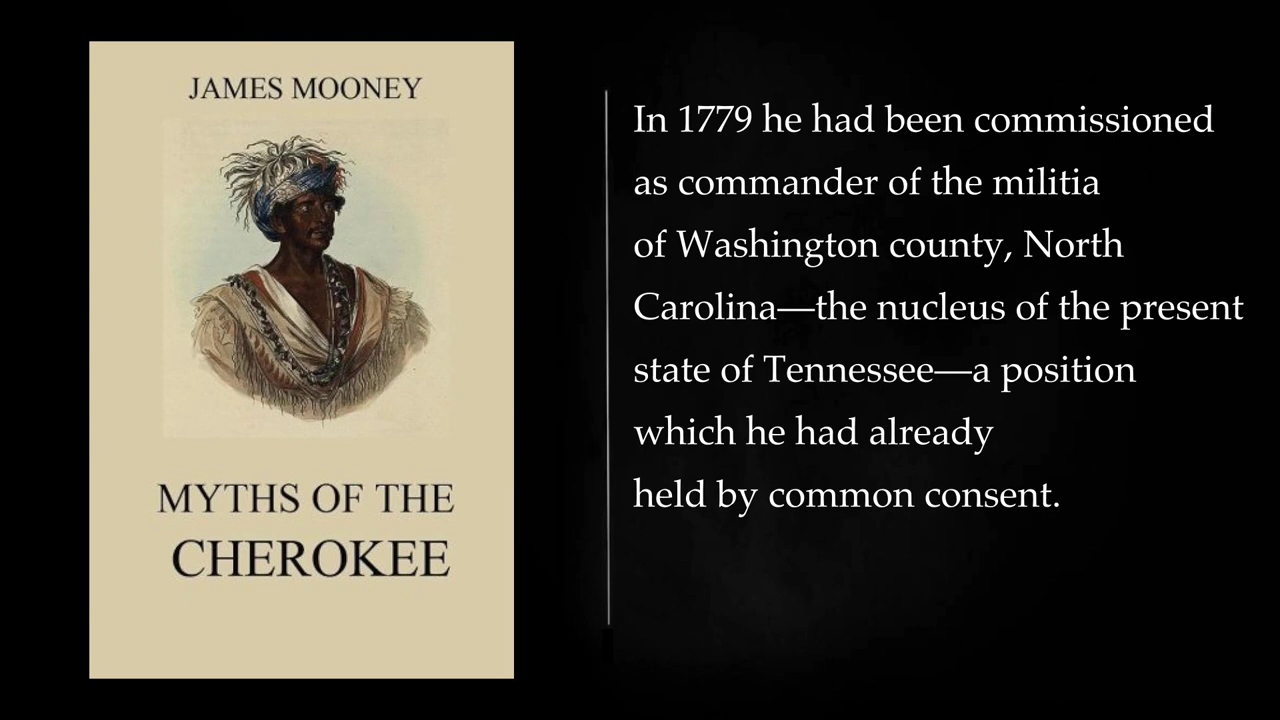 JAMES MOONEY
MYTHS OF THE
CHEROKEE
In 1779 he had been commissioned
as commander of the militia
of Washington county, North
Carolina—the nucleus of the present
state of Tennessee—a position
which he had already
held by common consent.